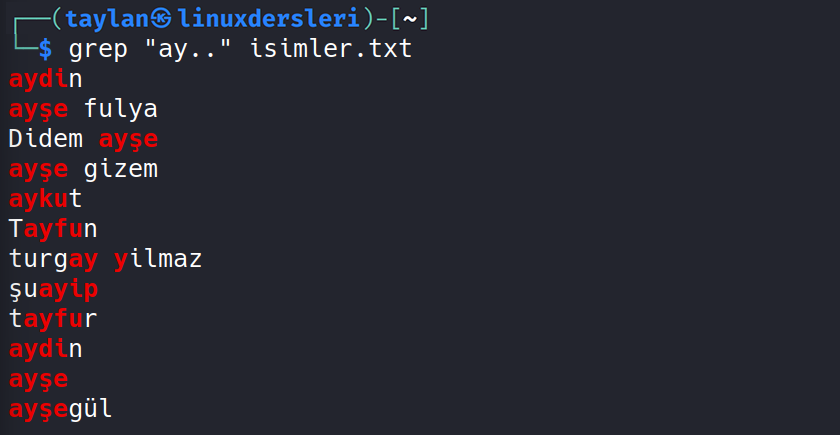 ┌──(taylan㉿linuxdersleri)-[~]
└─$ grep "ay.." isimler.txt
aydin
ayşe fulya
Didem ayşe
ayşe gizem
aykut
Tayfun
turgay yilmaz
şuayip
tayfur
aydin
ayşe
ayşegül